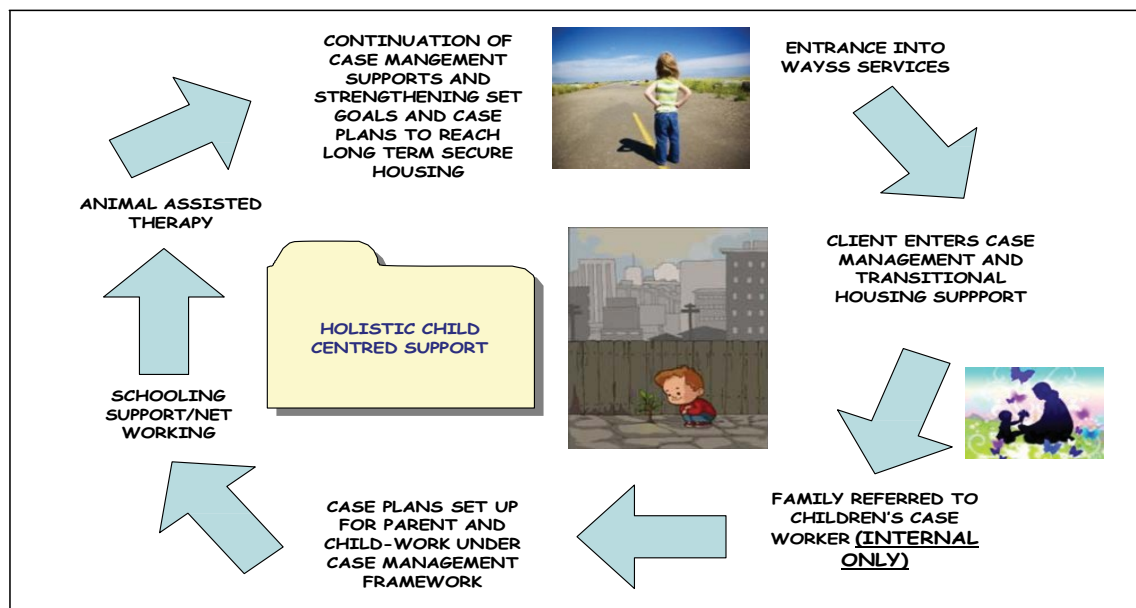 ENTRANCE INTO
WAYSS SERVICES
CLIENT ENTERS CASE
MANAGEMENT AND
TRANSITIONAL
HOUSING SUPPPORT
FAMILY REFERRED TO
CHILDREN'S CASE
WORKER (INTERNAL
ONLY)
CASE PLANS SET UP
FOR PARENT AND
CHILD-WORK UNDER
CASE MANAGEMENT
FRAMEWORK
SCHOOLING
SUPPORT/NET
WORKING
ANIMAL ASSISTED
THERAPY
CONTINUATION OF
CASE MANGEMENT
SUPPORTS AND
STRENGTHENING SET
GOALS AND CASE
PLANS TO REACH
LONG TERM SECURE
HOUSING
HOLISTIC CHILD
CENTRED SUPPORT